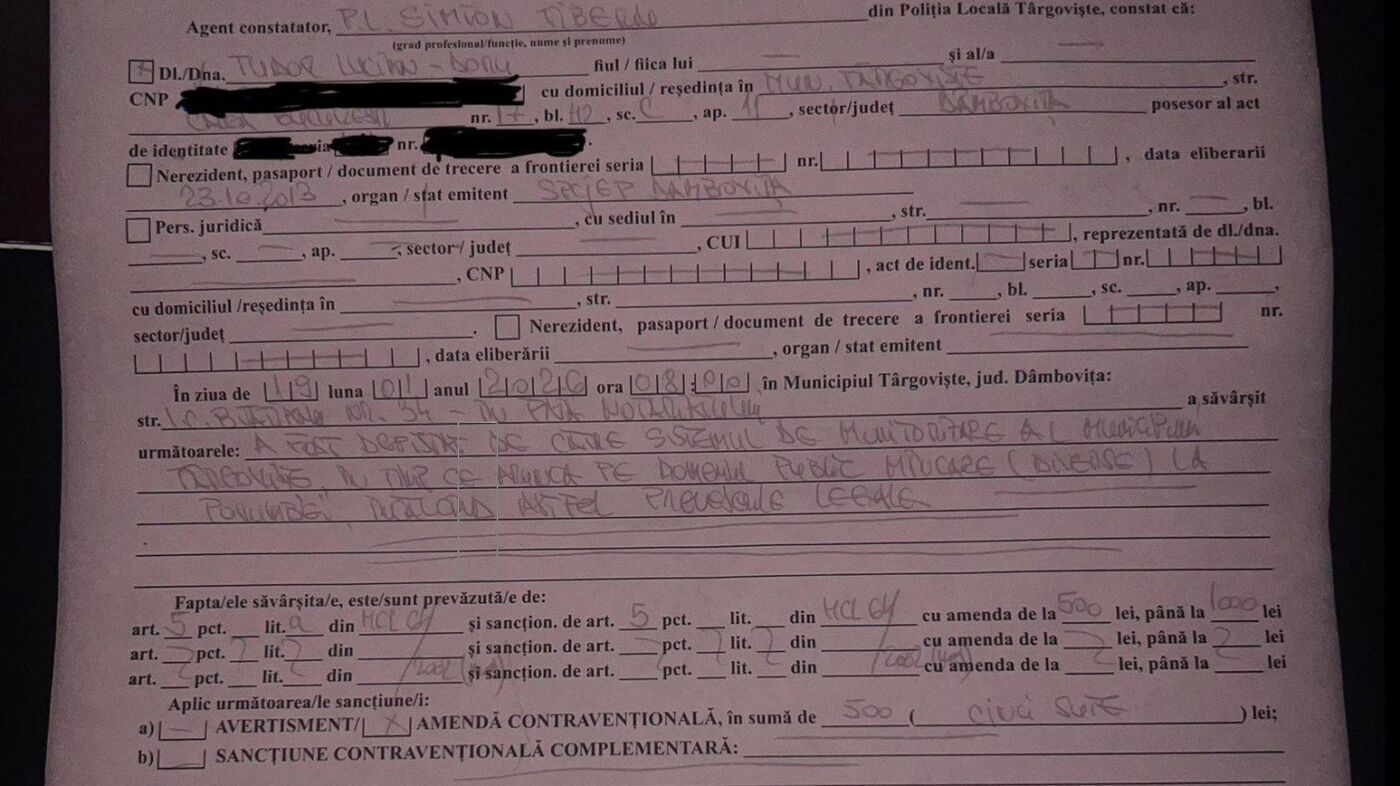 Agent constatator, P.L. SIMION TIBERIU din Poliția Locală Târgoviște, constat că:
(grad profesional/funcție, nume și prenume)
Dl./Dna. TUDOR LUCIAN - DORU fiul / fiica lui și al/a
CNP cu domiciliul / reședința în MUN. TÂRGOVIȘTE, str.
CALEA nr. 17, bl. H2, sc. C, ap. 11, sector/județ DÂMBOVIȚA posesor al act
de identitate nr.
Nerezident, pasaport / document de trecere a frontierei seria nr. , data eliberarii
23.10.2013, organ / stat emitent SPCJEP DÂMBOVIȚA
Pers. juridică , cu sediul în , str. , nr. , bl.
, sc. , ap. , sector / județ , CUI , reprezentată de dl./dna.
, CNP , act de ident. seria nr.
cu domiciliul /reședința în , str. , nr. , bl. , sc. , ap. ,
sector/județ . Nerezident, pasaport / document de trecere a frontierei seria nr.
, data eliberării , organ / stat emitent
În ziua de 19 luna 01 anul 2026 ora 08:00 în Municipiul Târgoviște, jud. Dâmbovița:
str. I.C. BRĂTIANU NR. 34 - ÎN FAȚA NOTARIATULUI a săvârșit
următoarele: A FOST DEPISTAT DE CĂTRE SISTEMUL DE MONITORIZARE AL MUNICIPIULUI
TÂRGOVIȘTE, ÎN TIMP CE ARUNCA PE DOMENIUL PUBLIC MÂNCARE (DIVERSE) LA
PORUMBEI, ÎNCĂLCÂND ASTFEL PREVEDERILE LEGALE
Fapta/ele săvârșita/e, este/sunt prevăzută/e de:
art. 5 pct. lit. a din HCL 64 și sancțion. de art. 5 pct. lit. din HCL 64 cu amenda de la 500 lei, până la 1000 lei
art. pct. lit. din și sancțion. de art. pct. lit. din cu amenda de la lei, până la lei
art. pct. lit. din /2002 și sancțion. de art. pct. lit. din /2002 cu amenda de la lei, până la lei
Aplic următoarea/le sancțiune/i:
a) AVERTISMENT/ X AMENDĂ CONTRAVENȚIONALĂ, în sumă de 500 ( CINCI SUTE ) lei;
b) SANCȚIUNE CONTRAVENȚIONALĂ COMPLEMENTARĂ: